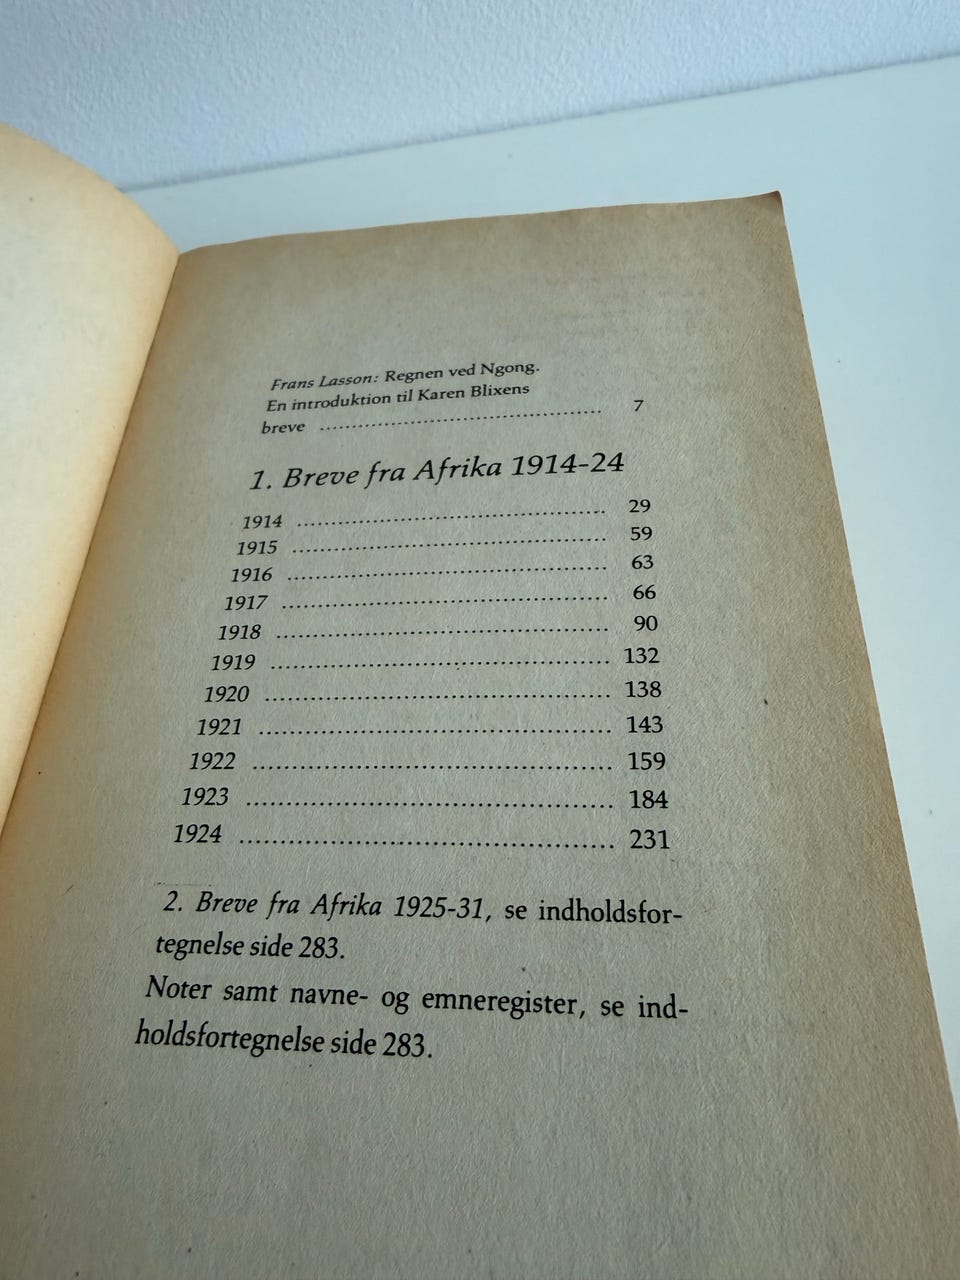 Frans Lasson: Regnen ved Ngong.
En introduktion til Karen Blixens
breve .......................................... 7
1. Breve fra Afrika 1914-24
1914 .................................................. 29
1915 .................................................. 59
1916 .................................................. 63
1917 .................................................. 66
1918 .................................................. 90
1919 .................................................. 132
1920 .................................................. 138
1921 .................................................. 143
1922 .................................................. 159
1923 .................................................. 184
1924 .................................................. 231
2. Breve fra Afrika 1925-31, se indholdsfor-
tegnelse side 283.
Noter samt navne- og emneregister, se ind-
holdsfortegnelse side 283.